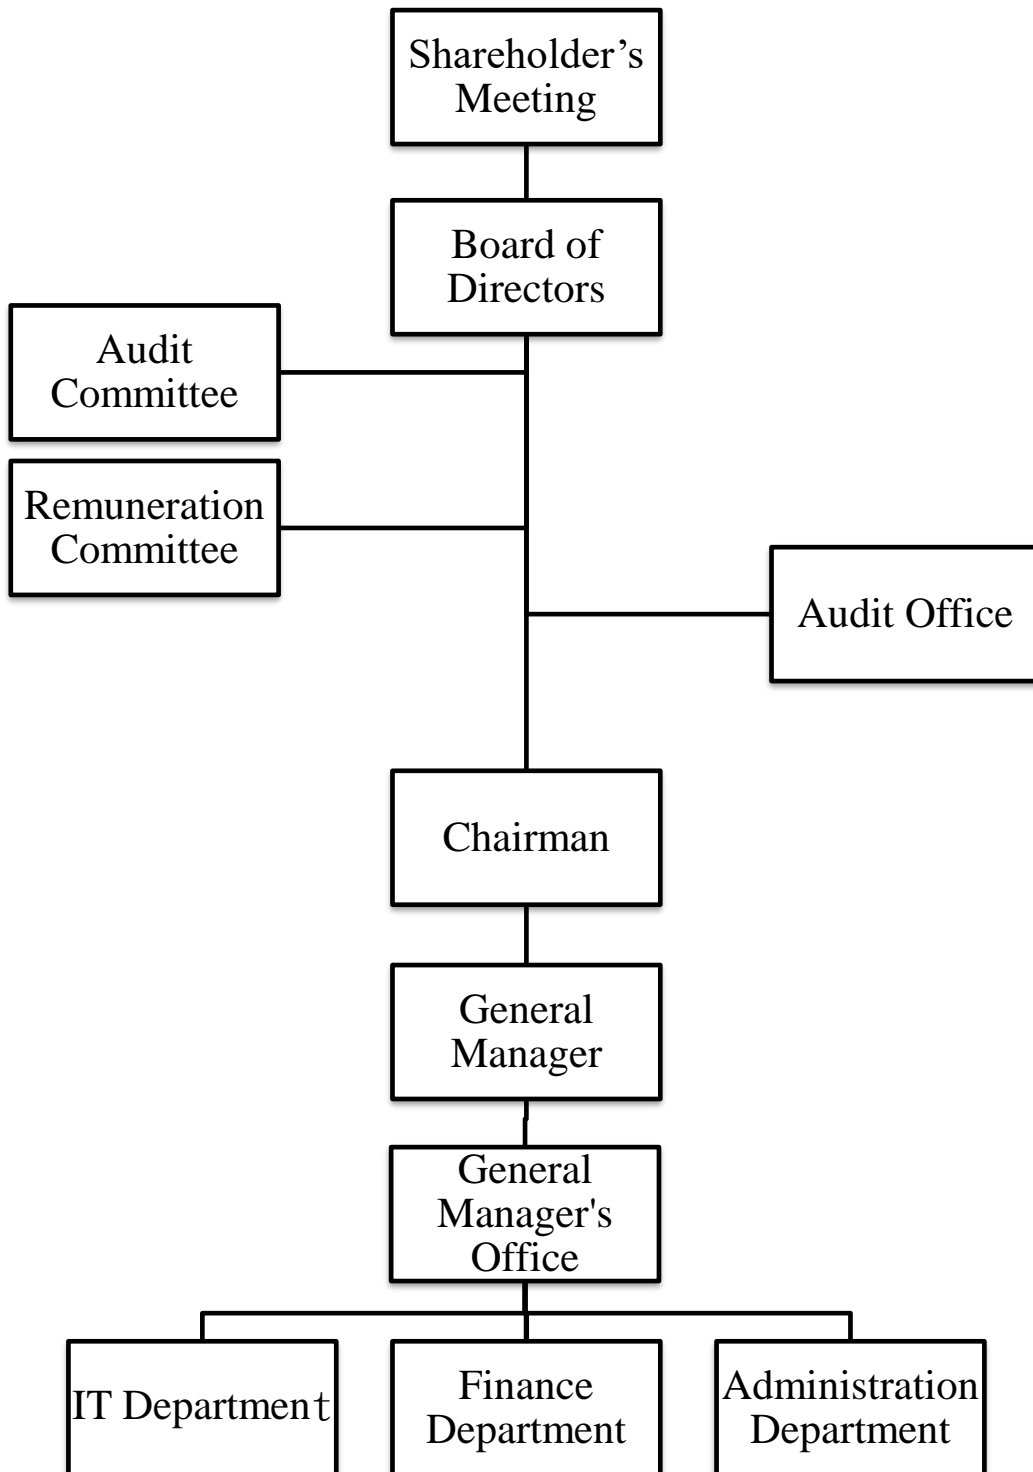 Shareholder’s
Meeting
Board of
Directors
Audit
Committee
Remuneration
Committee
Audit Office
Chairman
General
Manager
General
Manager's
Office
IT Department
Finance
Department
Administration
Department